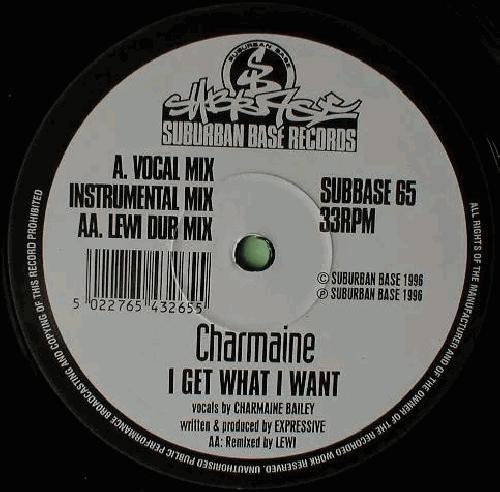 SUBURBAN BASE
SUBBASE
SUBURBAN BASE RECORDS
A. VOCAL MIX
INSTRUMENTAL MIX
AA. LEWI DUB MIX
SUBBASE 65
33RPM
5 022765 432655
© SUBURBAN BASE 1996
℗ SUBURBAN BASE 1996
Charmaine
I GET WHAT I WANT
vocals by CHARMAINE BAILEY
written & produced by EXPRESSIVE
AA: Remixed by LEWI
ALL RIGHTS OF THE MANUFACTURER AND OF THE OWNER OF THE RECORDED WORK RESERVED. UNAUTHORISED PUBLIC PERFORMANCE BROADCASTING AND COPYING OF THIS RECORD PROHIBITED